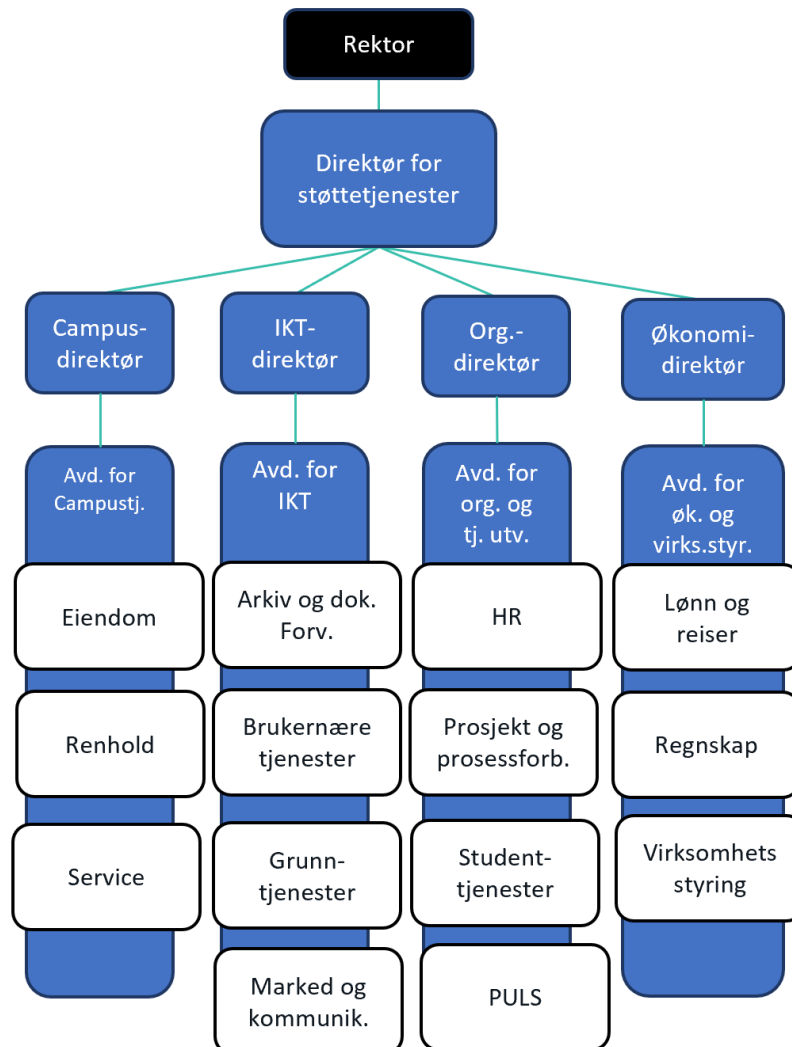 Rektor
Direktør for
støttetjenester
Campus-
direktør
IKT-
direktør
Org.-
direktør
Økonomi-
direktør
Avd. for
Campustj.
Eiendom
Renhold
Service
Avd. for
IKT
Arkiv og dok.
Forv.
Brukernære
tjenester
Grunn-
tjenester
Marked og
kommunik.
Avd. for
org. og
tj. utv.
HR
Prosjekt og
prosessforb.
Student-
tjenester
PULS
Avd. for
øk. og
virks.styr.
Lønn og
reiser
Regnskap
Virksomhets
styring